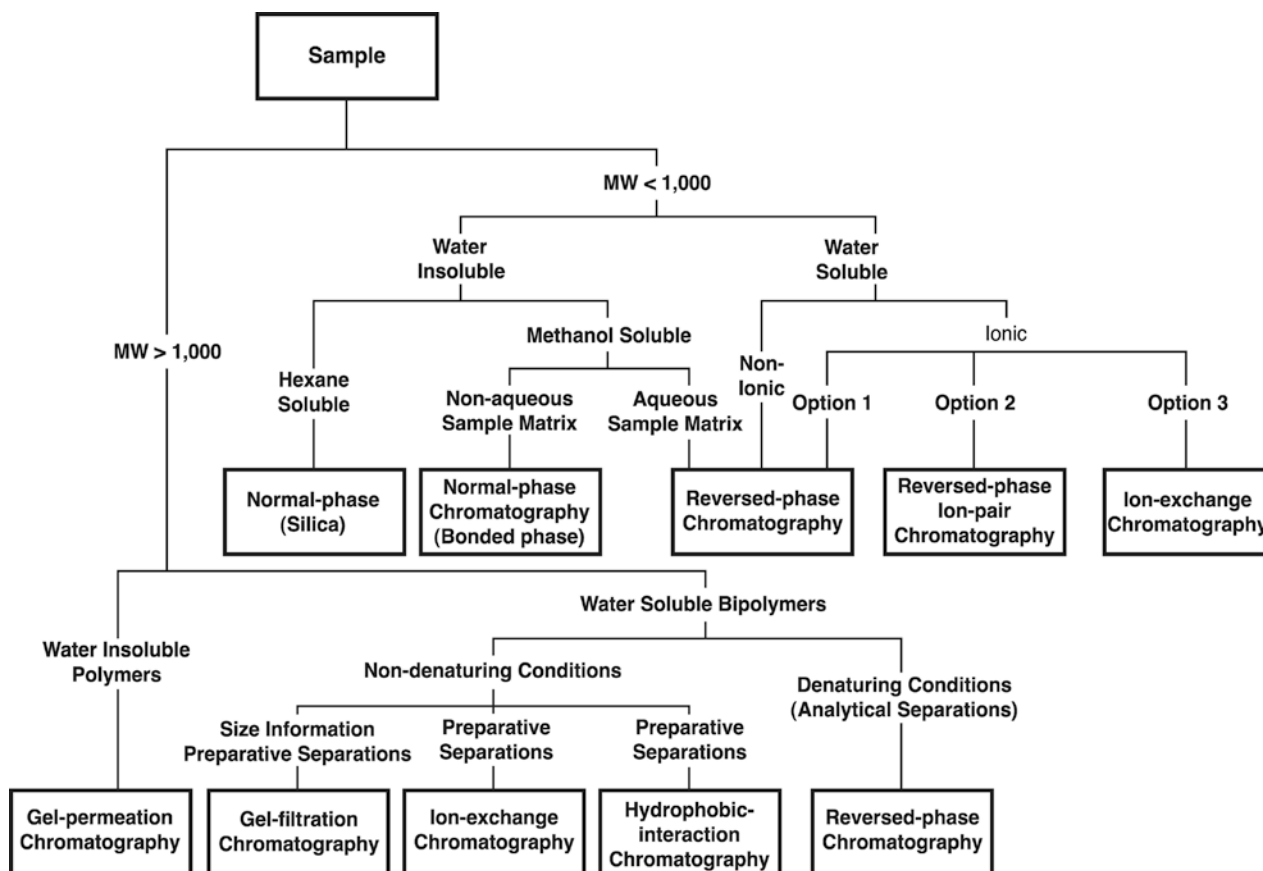 Sample
MW < 1,000
Water
Insoluble
Water
Soluble
MW > 1,000
Hexane
Soluble
Methanol Soluble
Non-aqueous
Sample Matrix
Aqueous
Sample Matrix
Non-
Ionic
Ionic
Option 1
Option 2
Option 3
Normal-phase
(Silica)
Normal-phase
Chromatography
(Bonded phase)
Reversed-phase
Chromatography
Reversed-phase
Ion-pair
Chromatography
Ion-exchange
Chromatography
Water Insoluble
Polymers
Water Soluble Bipolymers
Non-denaturing Conditions
Denaturing Conditions
(Analytical Separations)
Size Information
Preparative Separations
Preparative
Separations
Preparative
Separations
Gel-permeation
Chromatography
Gel-filtration
Chromatography
Ion-exchange
Chromatography
Hydrophobic-
interaction
Chromatography
Reversed-phase
Chromatography